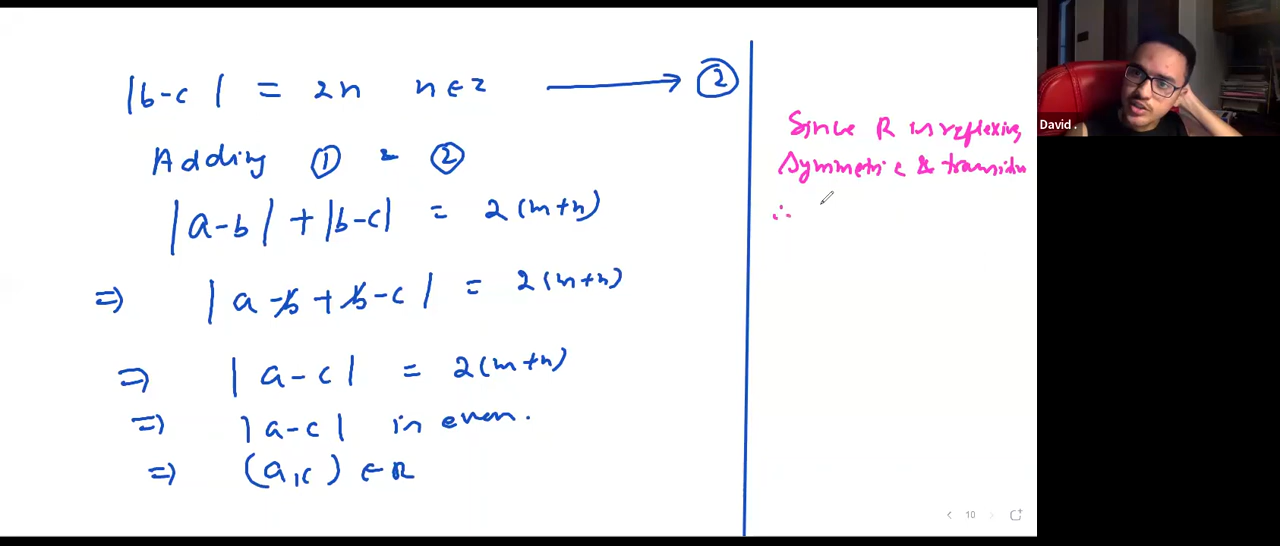 |b-c| = 2n n∈z ⟶ ②
Adding ① & ②
|a-b| + |b-c| = 2(m+n)
⇒ |a-b+b-c| = 2(m+n)
⇒ |a-c| = 2(m+n)
⇒ |a-c| is even.
⇒ (a,c) ∈ R
Since R is reflexive,
Symmetric & transitive
∴
David .
10